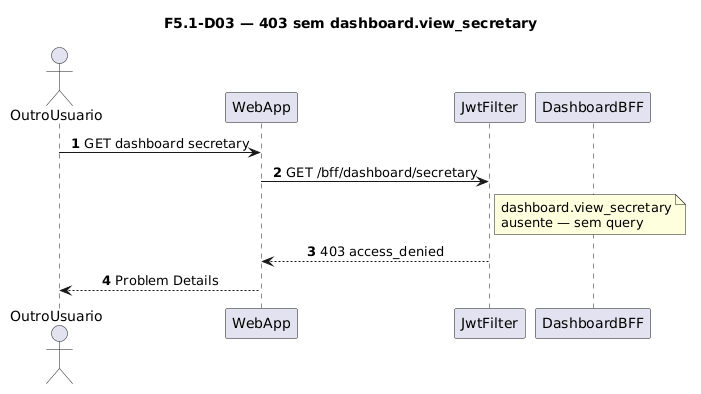 F5.1-D03 — 403 sem dashboard.view_secretary
OutroUsuario
WebApp
JwtFilter
DashboardBFF
1 GET dashboard secretary
2 GET /bff/dashboard/secretary
dashboard.view_secretary
ausente — sem query
3 403 access_denied
4 Problem Details
OutroUsuario
WebApp
JwtFilter
DashboardBFF